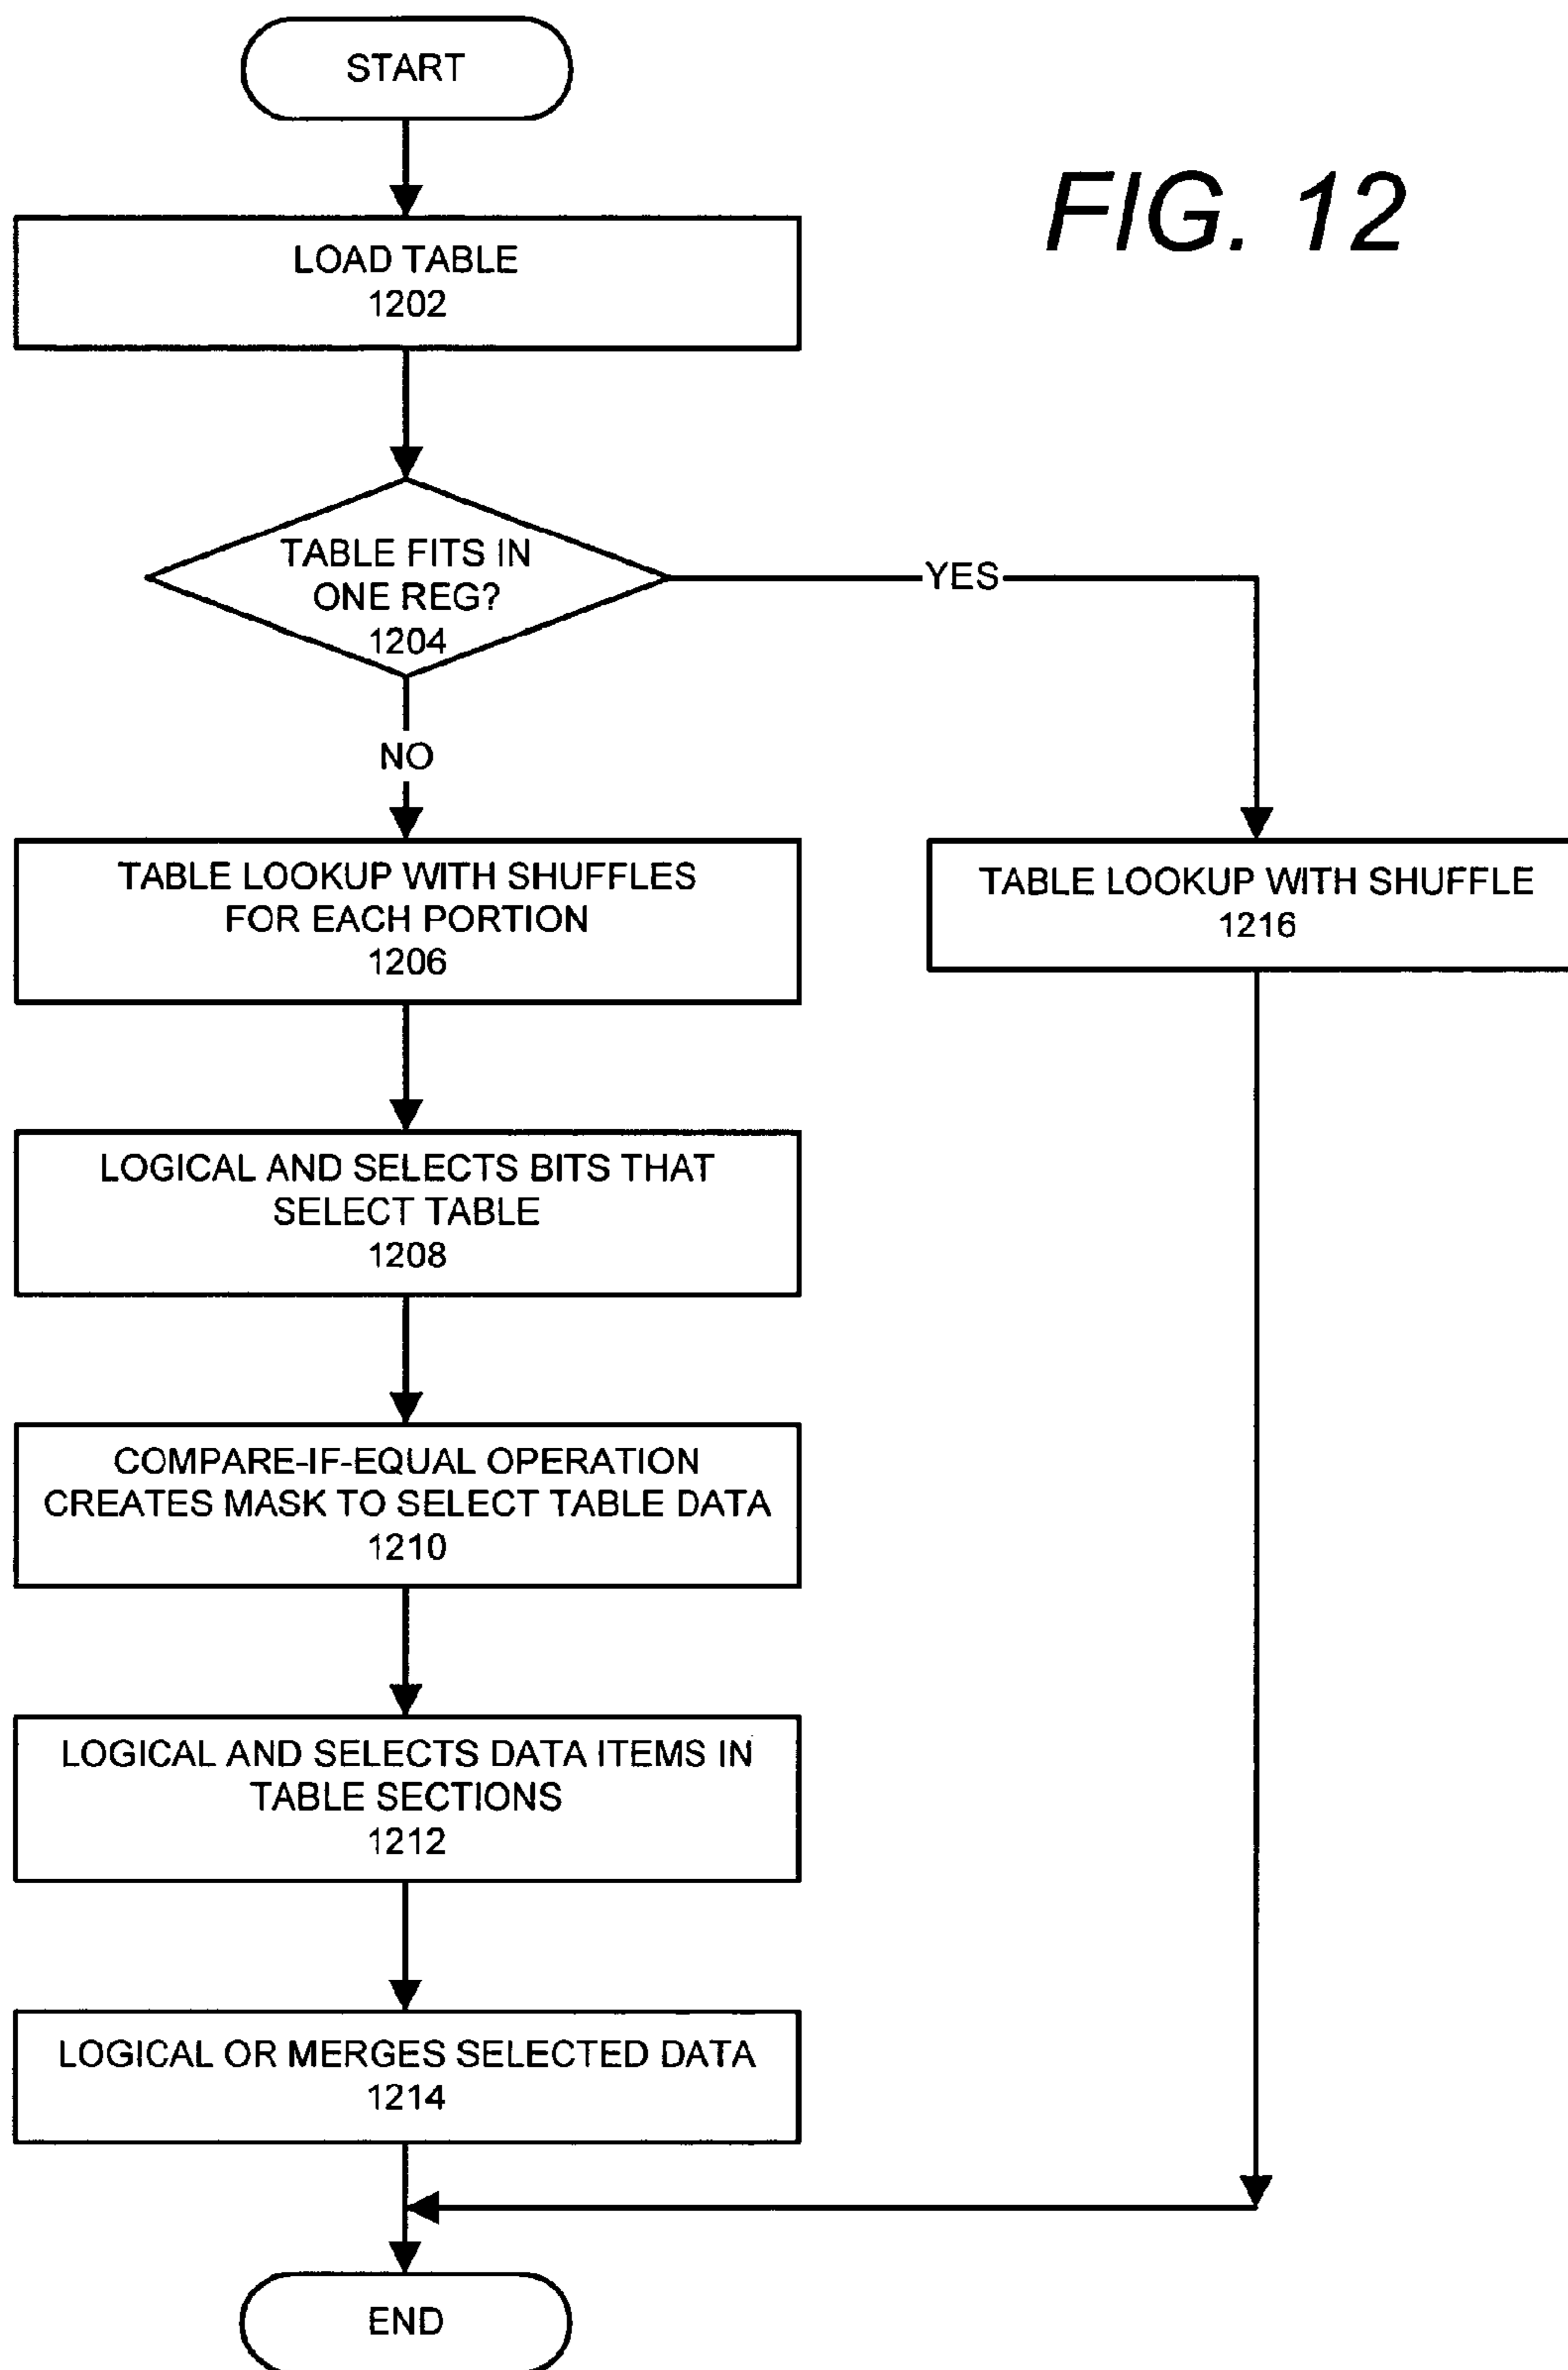 START
FIG. 12
LOAD TABLE
1202
TABLE FITS IN
ONE REG?
1204
YES
NO
TABLE LOOKUP WITH SHUFFLES
FOR EACH PORTION
1206
TABLE LOOKUP WITH SHUFFLE
1216
LOGICAL AND SELECTS BITS THAT
SELECT TABLE
1208
COMPARE-IF-EQUAL OPERATION
CREATES MASK TO SELECT TABLE DATA
1210
LOGICAL AND SELECTS DATA ITEMS IN
TABLE SECTIONS
1212
LOGICAL OR MERGES SELECTED DATA
1214
END